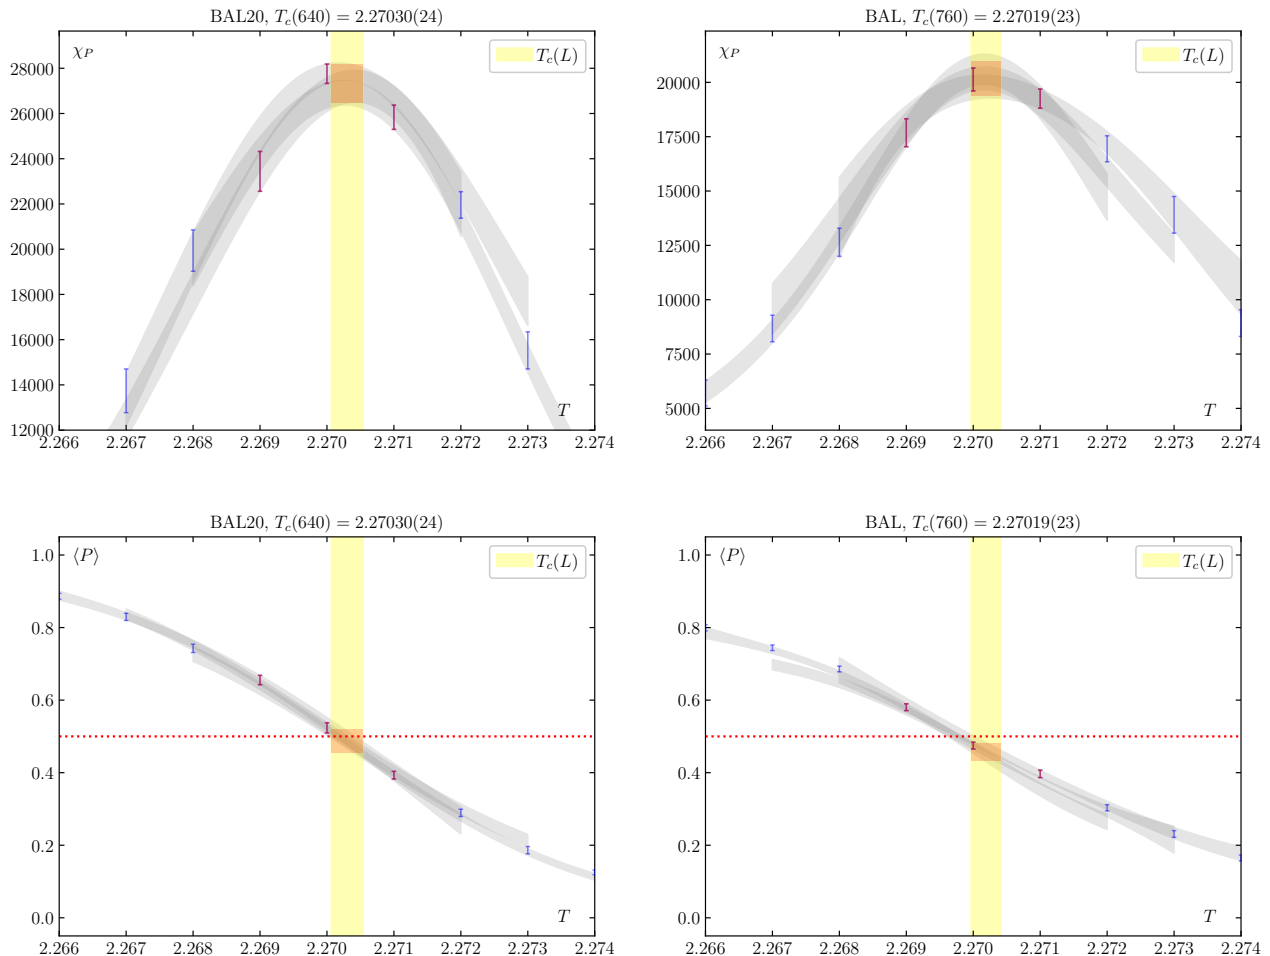 BAL20, T_c(640) = 2.27030(24)
χ_P
T_c(L)
28000
26000
24000
22000
20000
18000
16000
14000
12000
T
2.266 2.267 2.268 2.269 2.270 2.271 2.272 2.273 2.274
BAL, T_c(760) = 2.27019(23)
χ_P
T_c(L)
20000
17500
15000
12500
10000
7500
5000
T
2.266 2.267 2.268 2.269 2.270 2.271 2.272 2.273 2.274
BAL20, T_c(640) = 2.27030(24)
1.0
⟨P⟩
T_c(L)
0.8
0.6
0.4
0.2
0.0
T
2.266 2.267 2.268 2.269 2.270 2.271 2.272 2.273 2.274
BAL, T_c(760) = 2.27019(23)
1.0
⟨P⟩
T_c(L)
0.8
0.6
0.4
0.2
0.0
T
2.266 2.267 2.268 2.269 2.270 2.271 2.272 2.273 2.274